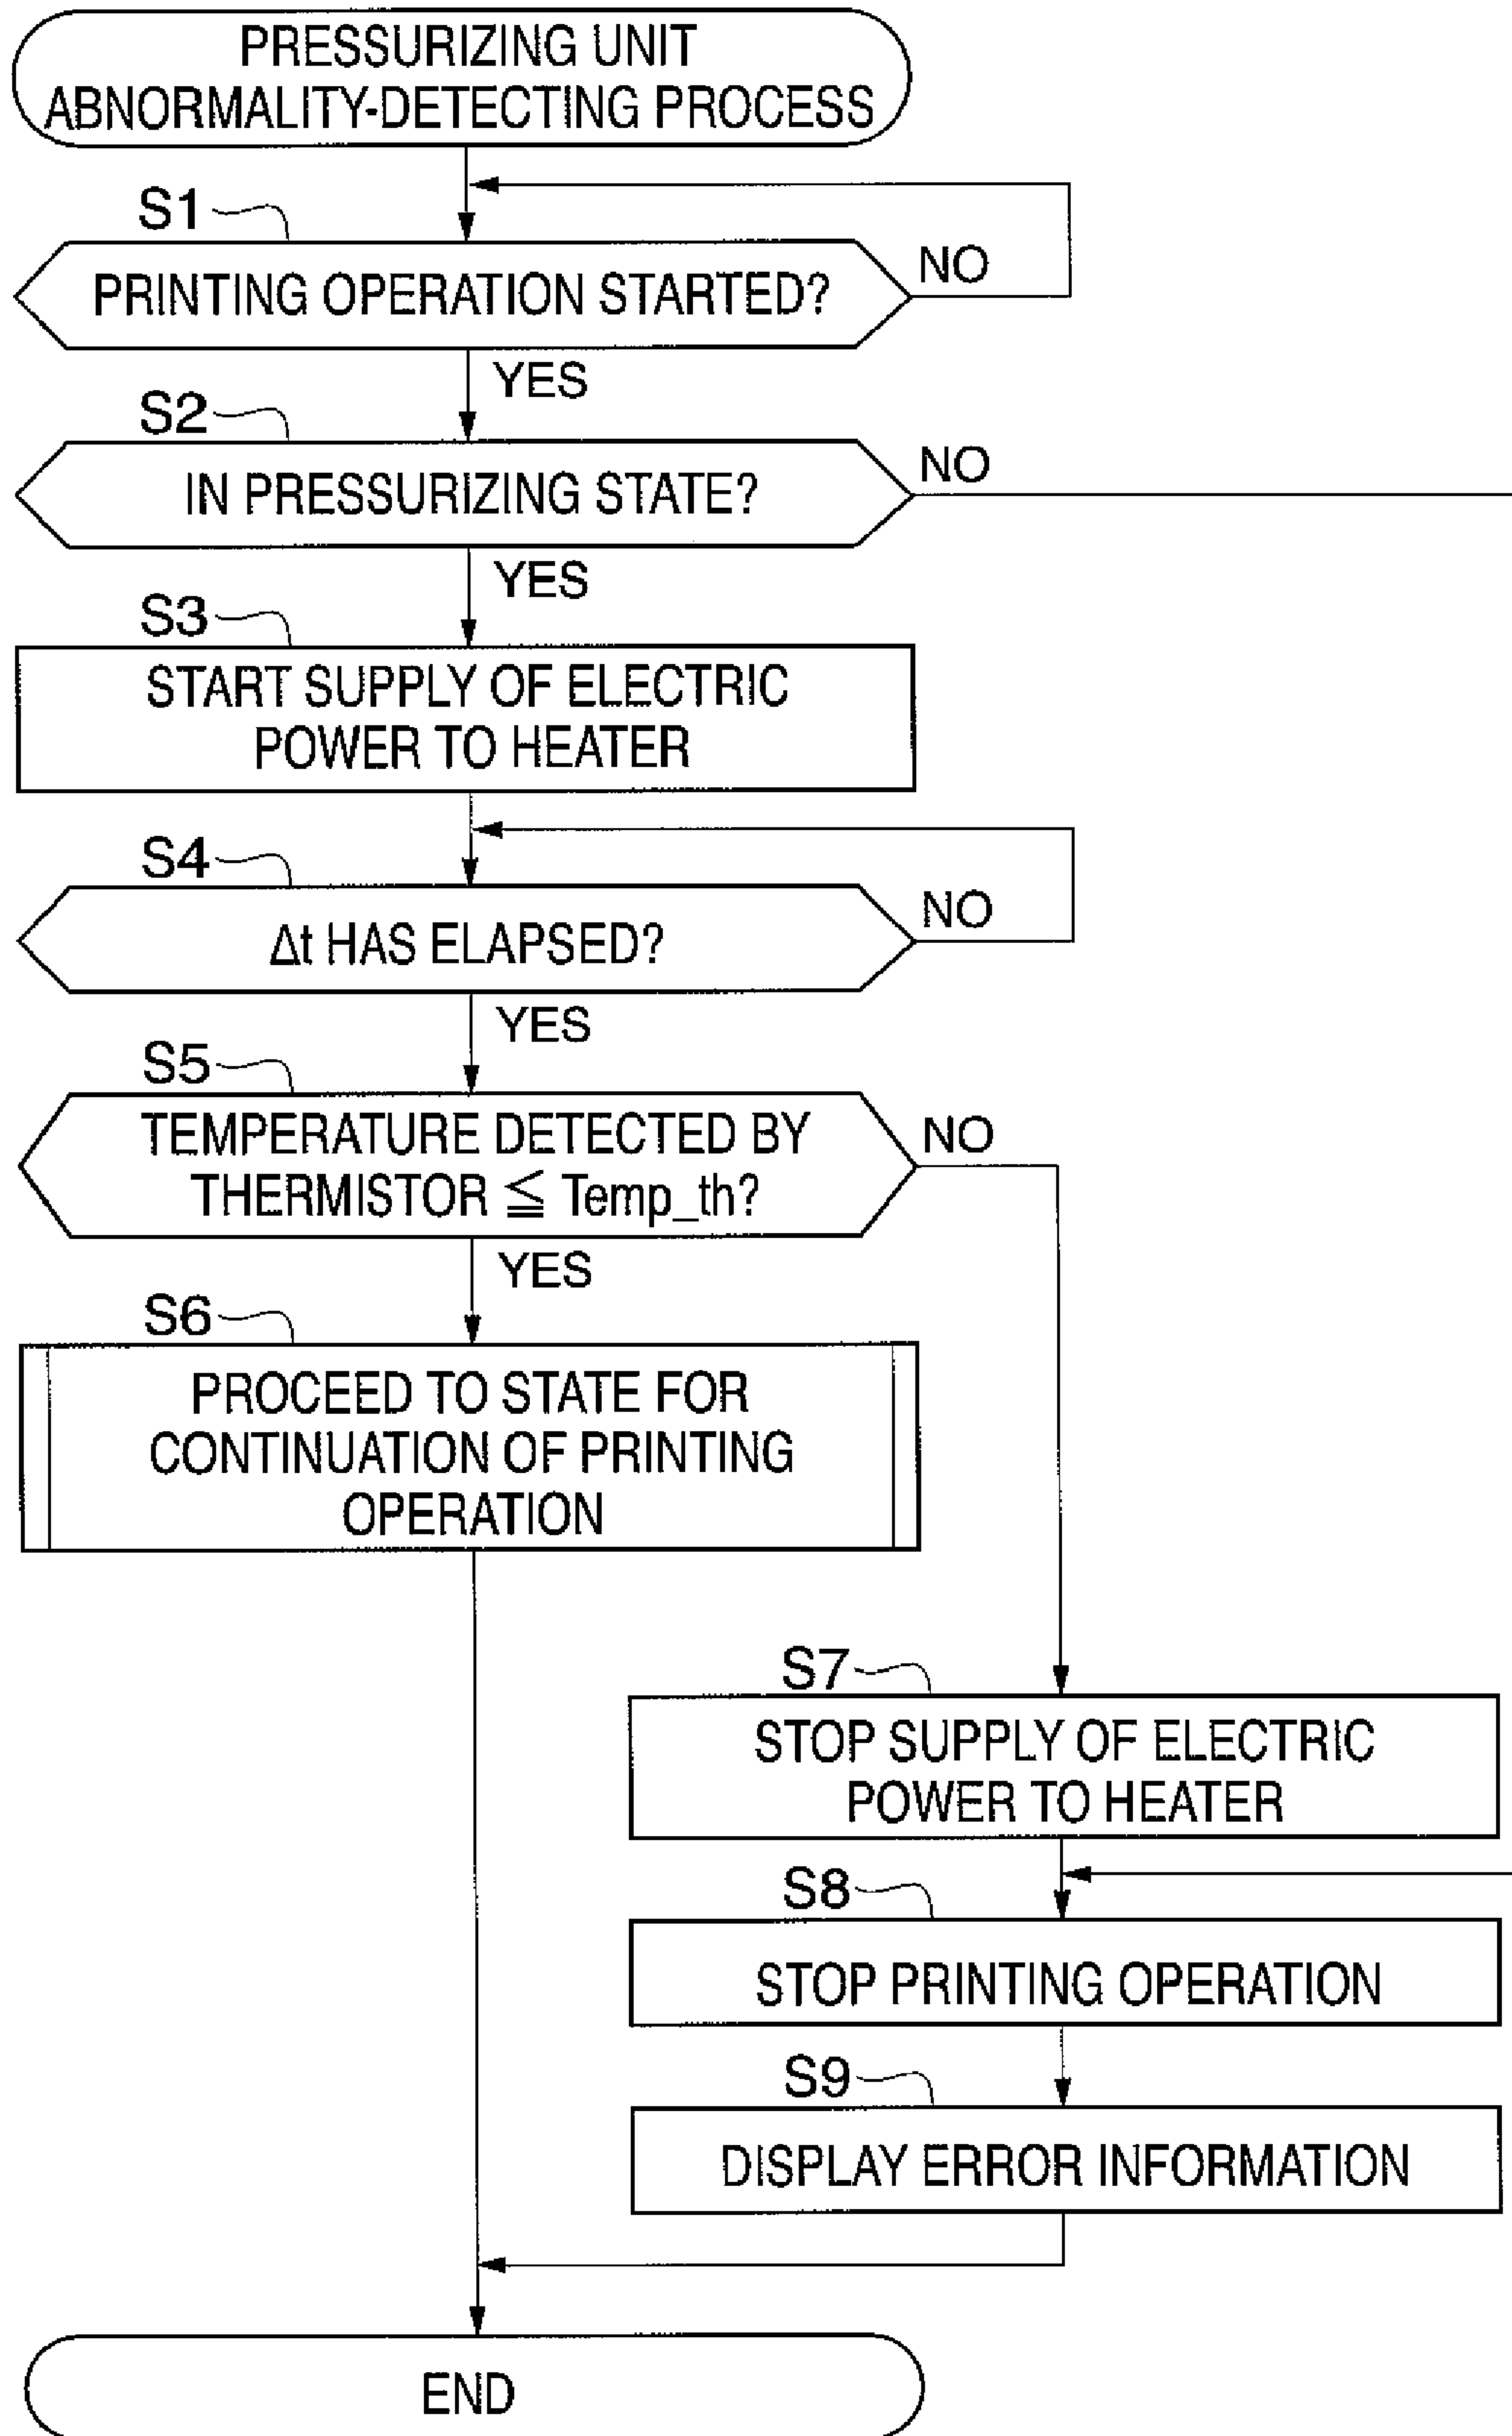 PRESSURIZING UNIT
ABNORMALITY-DETECTING PROCESS
S1
PRINTING OPERATION STARTED?
NO
YES
S2
IN PRESSURIZING STATE?
NO
YES
S3
START SUPPLY OF ELECTRIC
POWER TO HEATER
S4
Δt HAS ELAPSED?
NO
YES
S5
TEMPERATURE DETECTED BY
THERMISTOR ≦ Temp_th?
NO
YES
S6
PROCEED TO STATE FOR
CONTINUATION OF PRINTING
OPERATION
S7
STOP SUPPLY OF ELECTRIC
POWER TO HEATER
S8
STOP PRINTING OPERATION
S9
DISPLAY ERROR INFORMATION
END